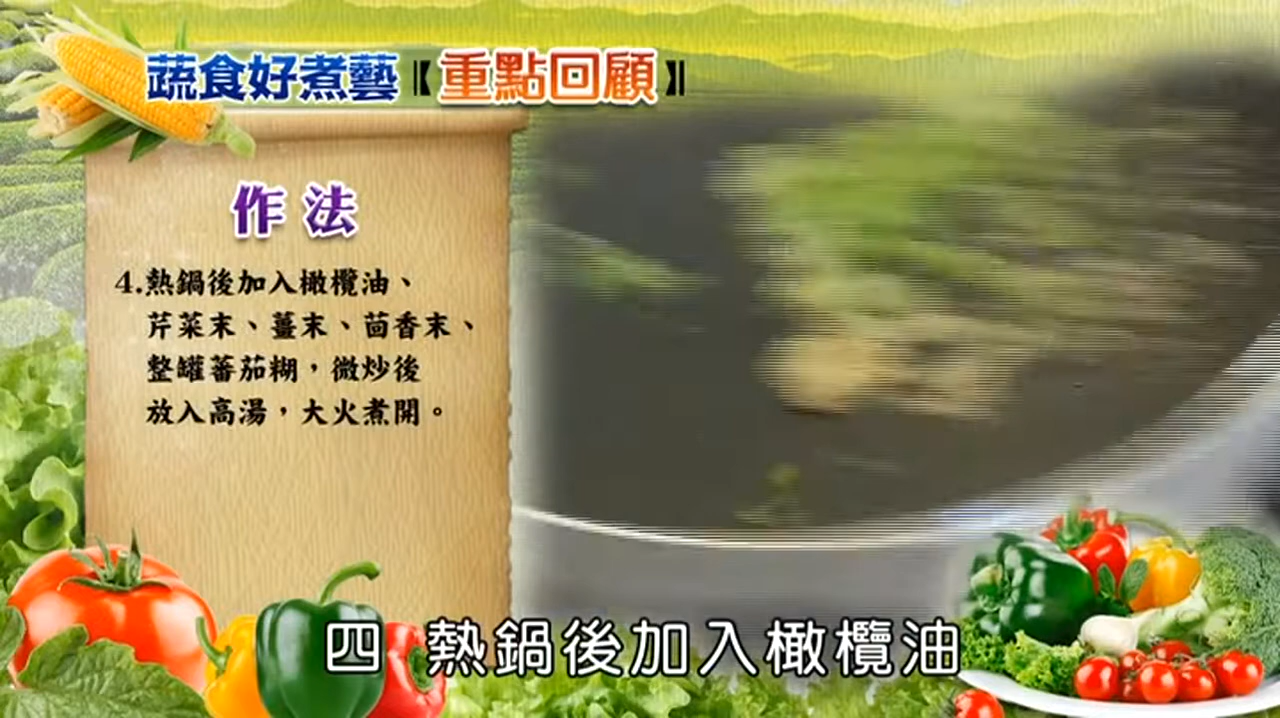 蔬食好煮藝【重點回顧】
作法
4.熱鍋後加入橄欖油、
芹菜末、薑末、茴香末、
整罐蕃茄糊，微炒後
放入高湯，大火煮開。
四 熱鍋後加入橄欖油